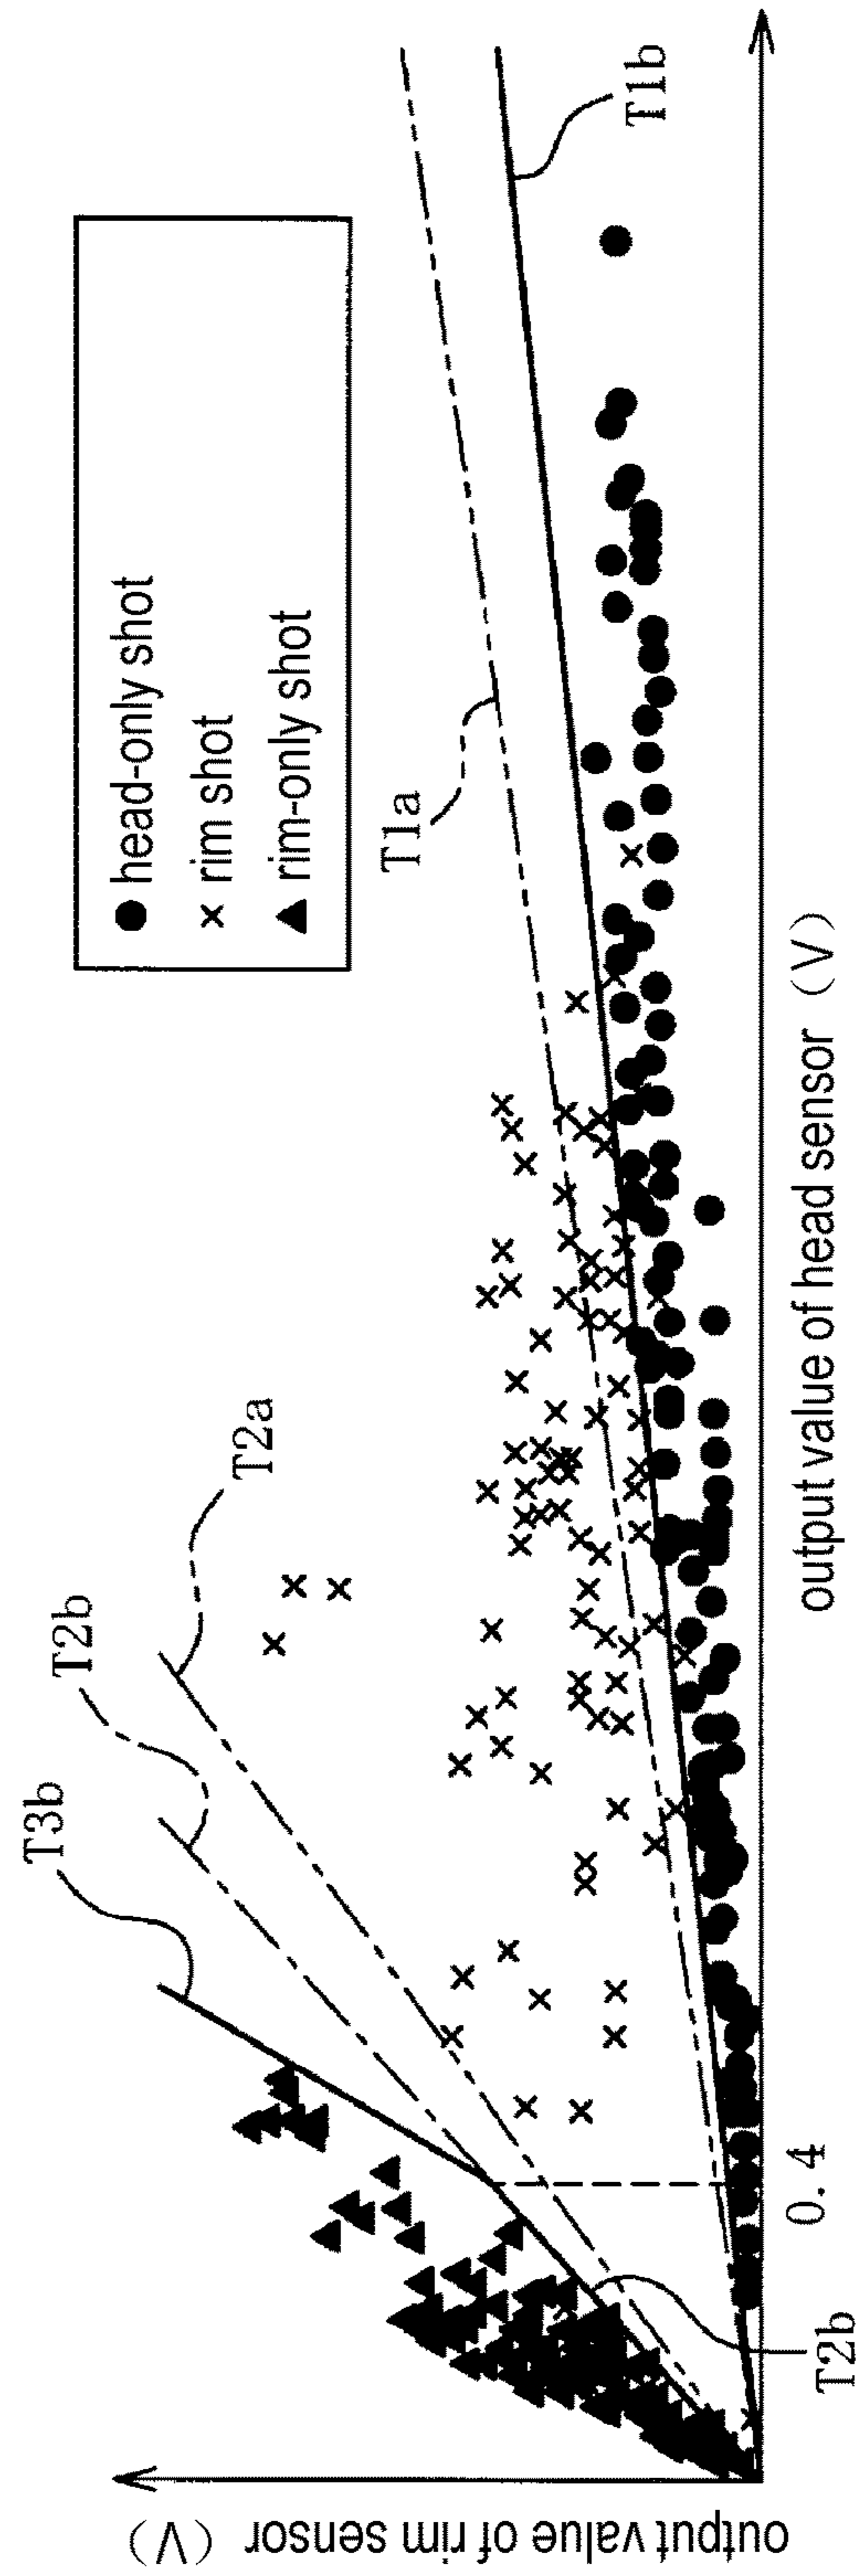 head-only shot
rim shot
rim-only shot
T3b
T2b
T2a
T1a
T1b
T2b
0.4
output value of rim sensor (V)
output value of head sensor (V)